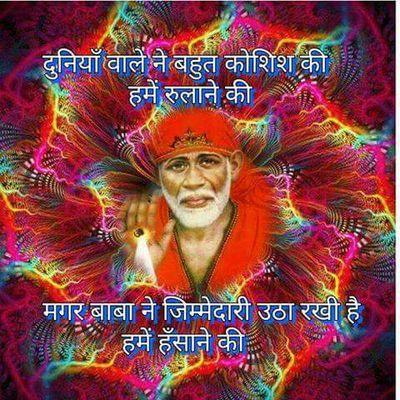 दुनियाँ वाले ने बहुत कोशिश की
हमें रुलाने की
मगर बाबा ने जिम्मेदारी उठा रखी है
हमें हँसाने की